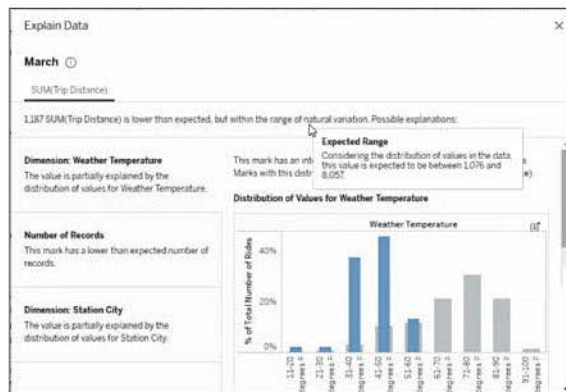 Explain Data
March
SUM(Trip Distance)
1,187 SUM(Trip Distance) is lower than expected, but within the range of natural variation. Possible explanations:
Expected Range
Considering the distribution of values in the data,
this value is expected to be between 1,076 and
8,057.
Dimension: Weather Temperature
The value is partially explained by the
distribution of values for Weather Temperature.
Number of Records
This mark has a lower than expected number of
records.
Dimension: Station City
The value is partially explained by the
distribution of values for Station City.
This mark has an
Marks with this
Distribution of Values for Weather Temperature
Weather Temperature
% of Total Number of Rides
40%
20%
0%
11-20
21-30
31-40
41-50
51-60
61-70
71-80
81-90
91-100